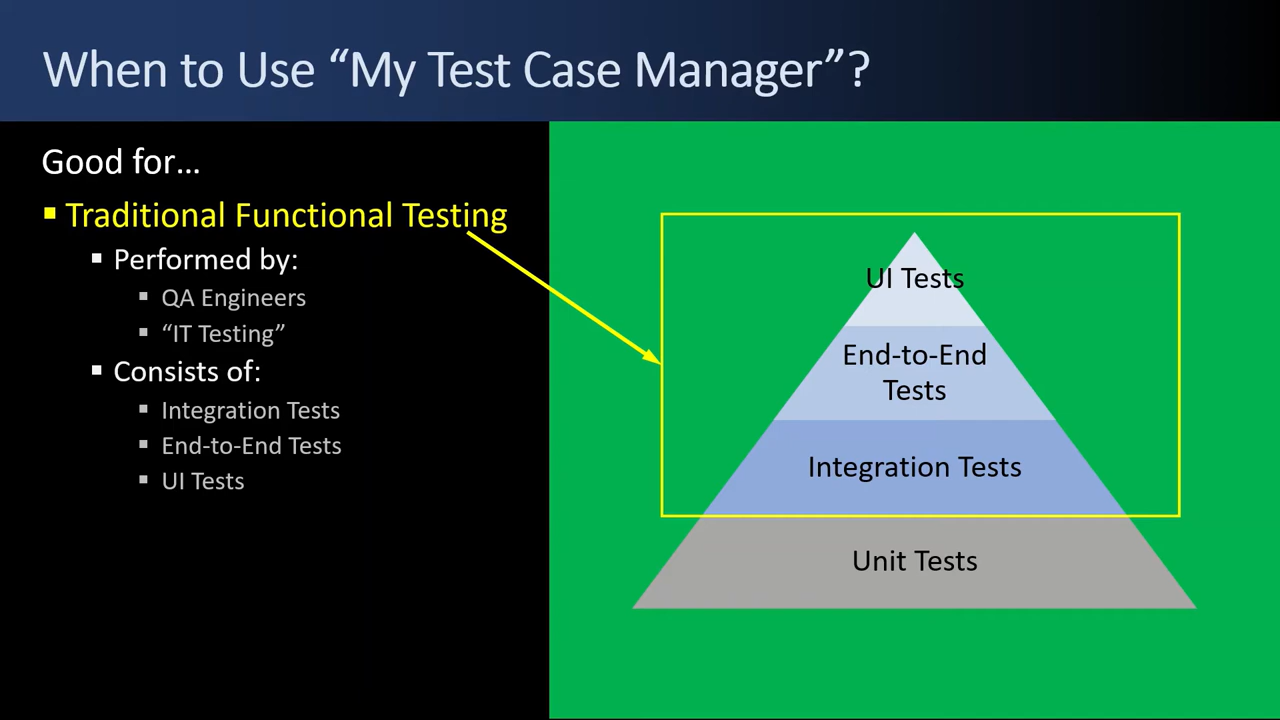 When to Use “My Test Case Manager”?
Good for…
Traditional Functional Testing
Performed by:
QA Engineers
“IT Testing”
Consists of:
Integration Tests
End-to-End Tests
UI Tests
UI Tests
End-to-End
Tests
Integration Tests
Unit Tests